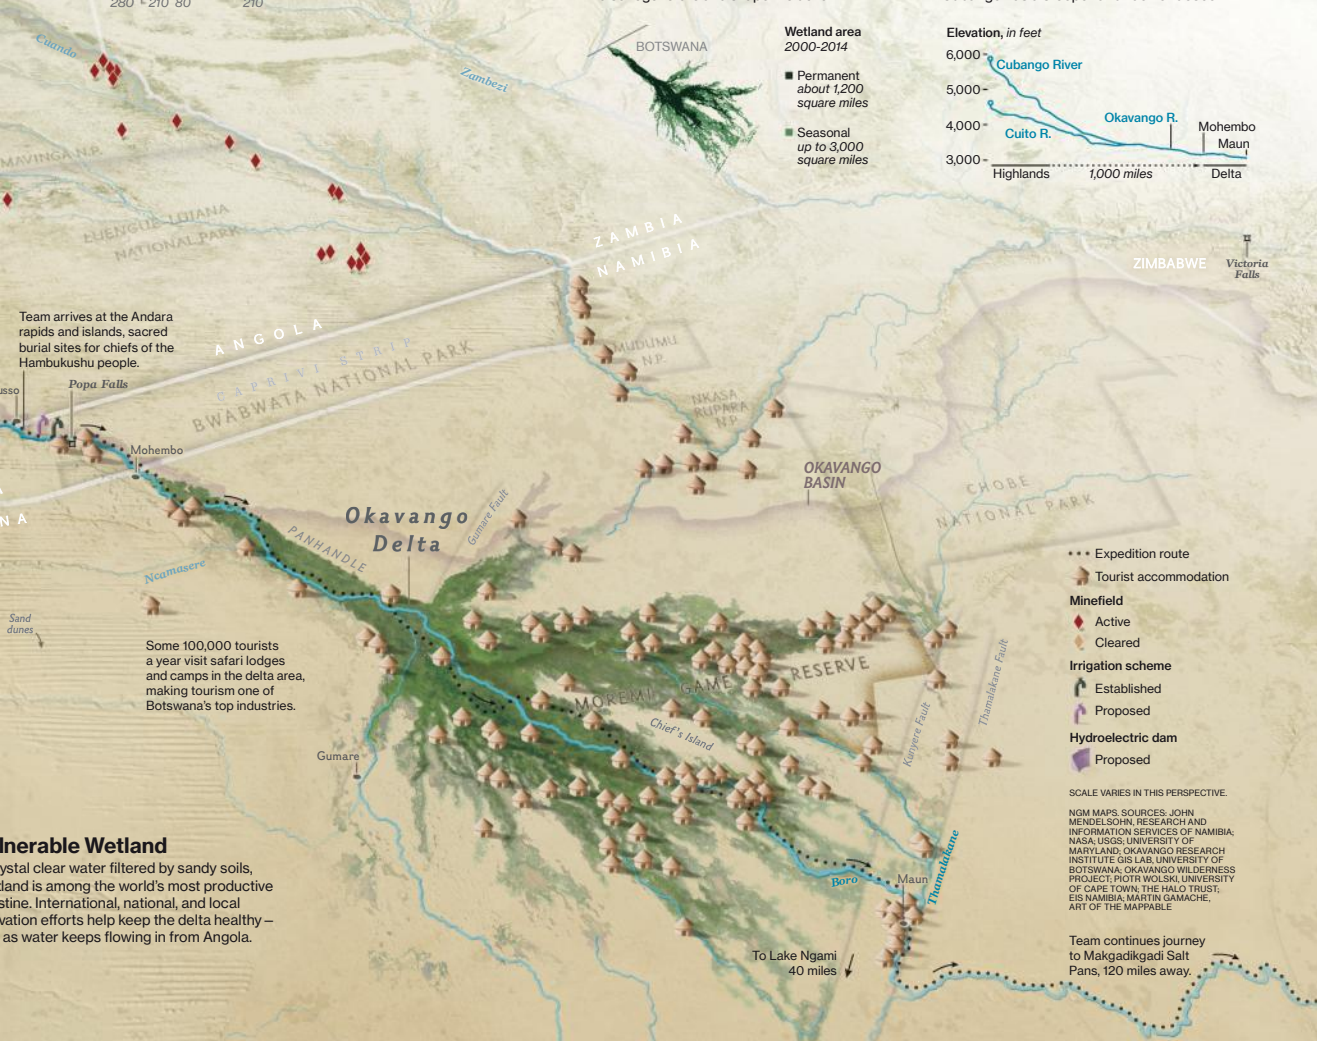 280
210 80
210
Cuando
Zambezi
BOTSWANA
Wetland area
2000-2014
Permanent
about 1,200
square miles
Seasonal
up to 3,000
square miles
Elevation, in feet
6,000
5,000
4,000
3,000
Cubango River
Cuito R.
Okavango R.
Mohembo
Maun
Highlands
1,000 miles
Delta
MAVINGA N.P.
LUENGUE-LUIANA
NATIONAL PARK
ZAMBIA
NAMIBIA
ZIMBABWE
Victoria
Falls
Team arrives at the Andara
rapids and islands, sacred
burial sites for chiefs of the
Hambukushu people.
ANGOLA
CAPRIVI STRIP
BWABWATA NATIONAL PARK
MUDUMU
N.P.
NKASA
RUPARA
N.P.
usso
Popa Falls
Mohembo
NA
OKAVANGO
BASIN
CHOBE
NATIONAL PARK
Okavango
Delta
Gumare Fault
PANHANDLE
Ncamasere
Sand
dunes
Some 100,000 tourists
a year visit safari lodges
and camps in the delta area,
making tourism one of
Botswana's top industries.
MOREMI GAME RESERVE
Chief's Island
Kunyere Fault
Thamalakane Fault
Gumare
Expedition route
Tourist accommodation
Minefield
Active
Cleared
Irrigation scheme
Established
Proposed
Hydroelectric dam
Proposed
SCALE VARIES IN THIS PERSPECTIVE.
NGM MAPS. SOURCES: JOHN
MENDELSOHN, RESEARCH AND
INFORMATION SERVICES OF NAMIBIA;
NASA; USGS; UNIVERSITY OF
MARYLAND; OKAVANGO RESEARCH
INSTITUTE GIS LAB, UNIVERSITY OF
BOTSWANA; OKAVANGO WILDERNESS
PROJECT; PIOTR WOLSKI, UNIVERSITY
OF CAPE TOWN; THE HALO TRUST;
EIS NAMIBIA; MARTIN GAMACHE,
ART OF THE MAPPABLE
lnerable Wetland
ystal clear water filtered by sandy soils,
tland is among the world's most productive
stine. International, national, and local
vation efforts help keep the delta healthy—
as water keeps flowing in from Angola.
Boro
Thamalakane
Maun
To Lake Ngami
40 miles
Team continues journey
to Makgadikgadi Salt
Pans, 120 miles away.